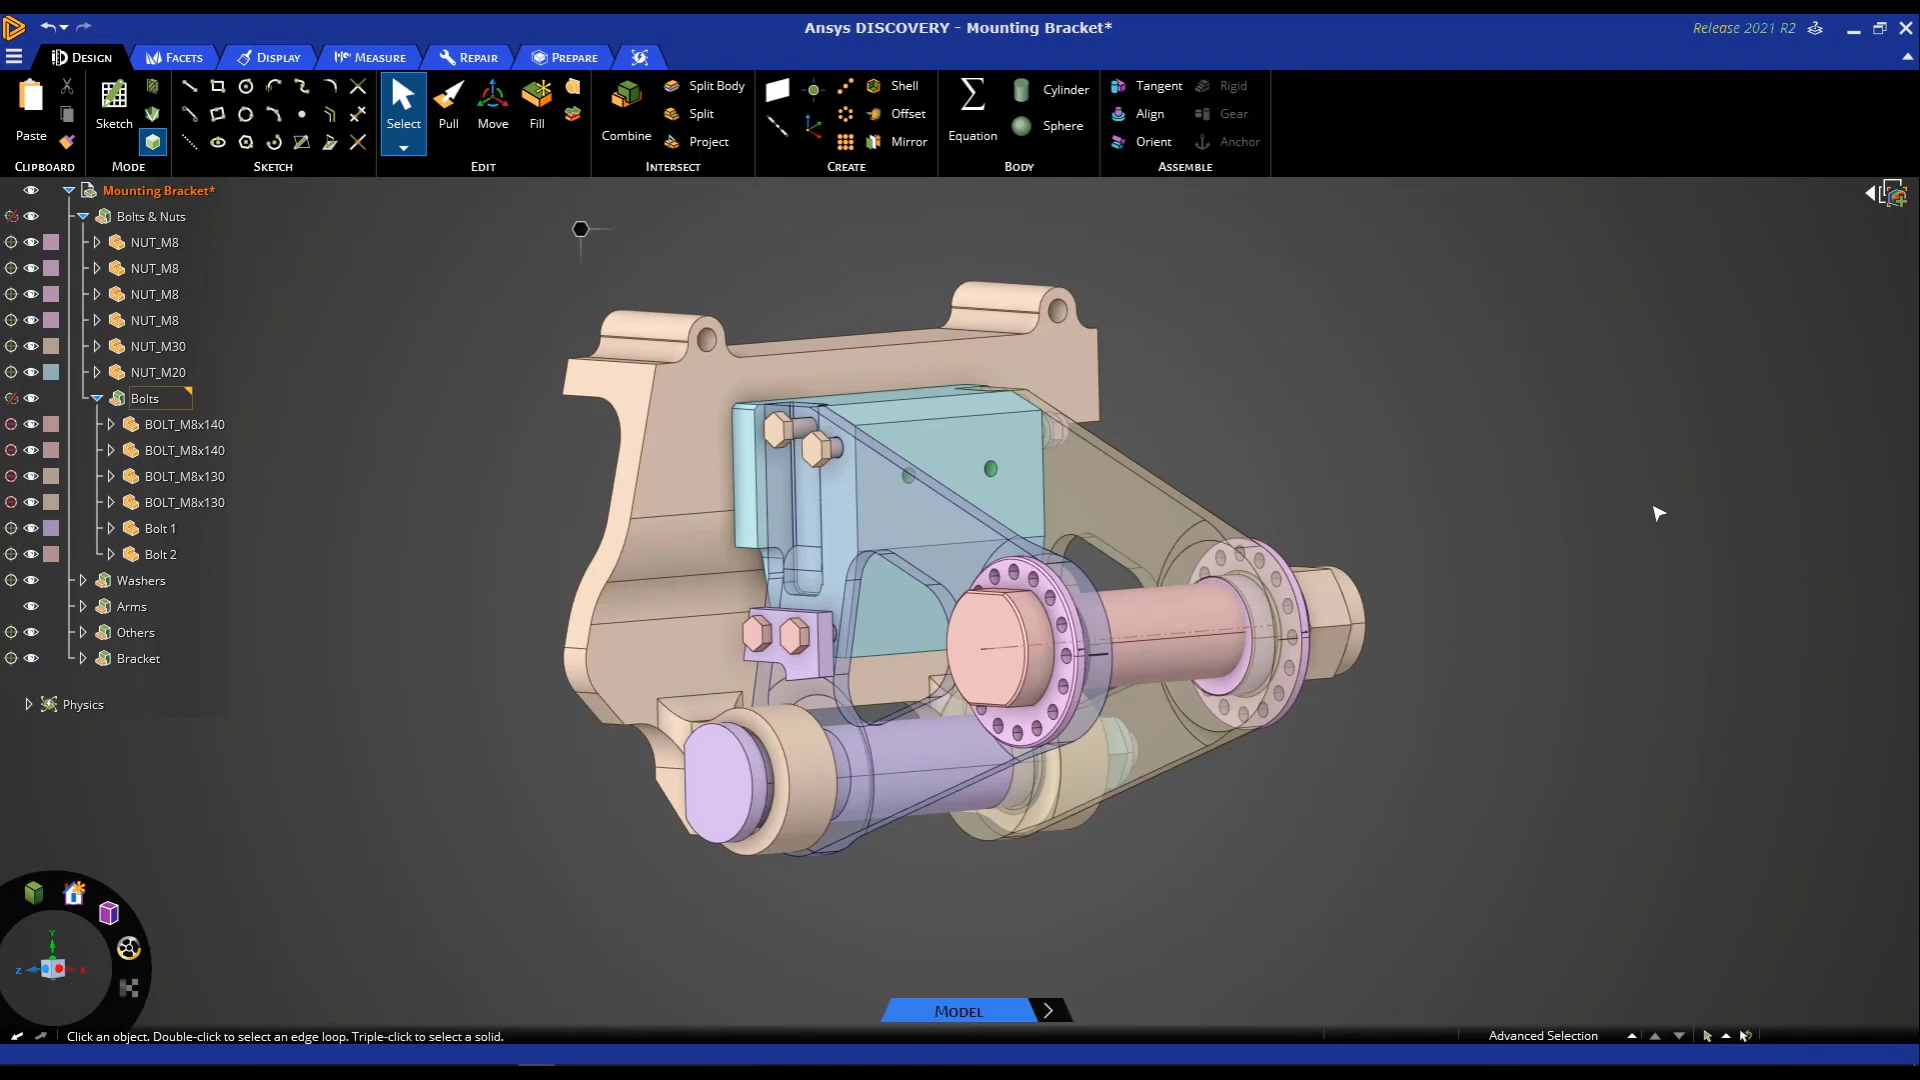 Ansys DISCOVERY - Mounting Bracket*
Release 2021 R2
DESIGN
FACETS
DISPLAY
MEASURE
REPAIR
PREPARE
Paste
CLIPBOARD
Sketch
MODE
SKETCH
Select
Pull
Move
Fill
EDIT
Combine
Split Body
Split
Project
INTERSECT
Shell
Offset
Mirror
CREATE
Equation
Cylinder
Sphere
BODY
Tangent
Align
Orient
Rigid
Gear
Anchor
ASSEMBLE
Mounting Bracket*
Bolts & Nuts
NUT_M8
NUT_M8
NUT_M8
NUT_M8
NUT_M30
NUT_M20
Bolts
BOLT_M8x140
BOLT_M8x140
BOLT_M8x130
BOLT_M8x130
Bolt 1
Bolt 2
Washers
Arms
Others
Bracket
Physics
Y
Z
X
MODEL
Click an object. Double-click to select an edge loop. Triple-click to select a solid.
Advanced Selection